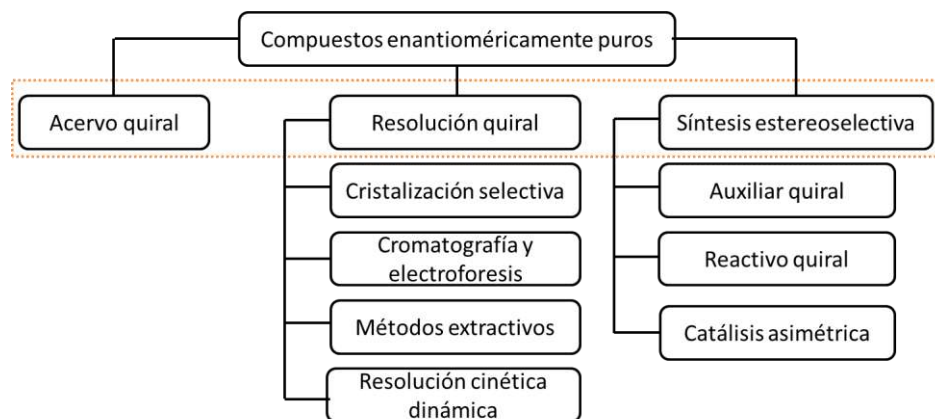 Compuestos enantioméricamente puros
Acervo quiral
Resolución quiral
Síntesis estereoselectiva
Cristalización selectiva
Auxiliar quiral
Cromatografía y
electroforesis
Reactivo quiral
Métodos extractivos
Catálisis asimétrica
Resolución cinética
dinámica